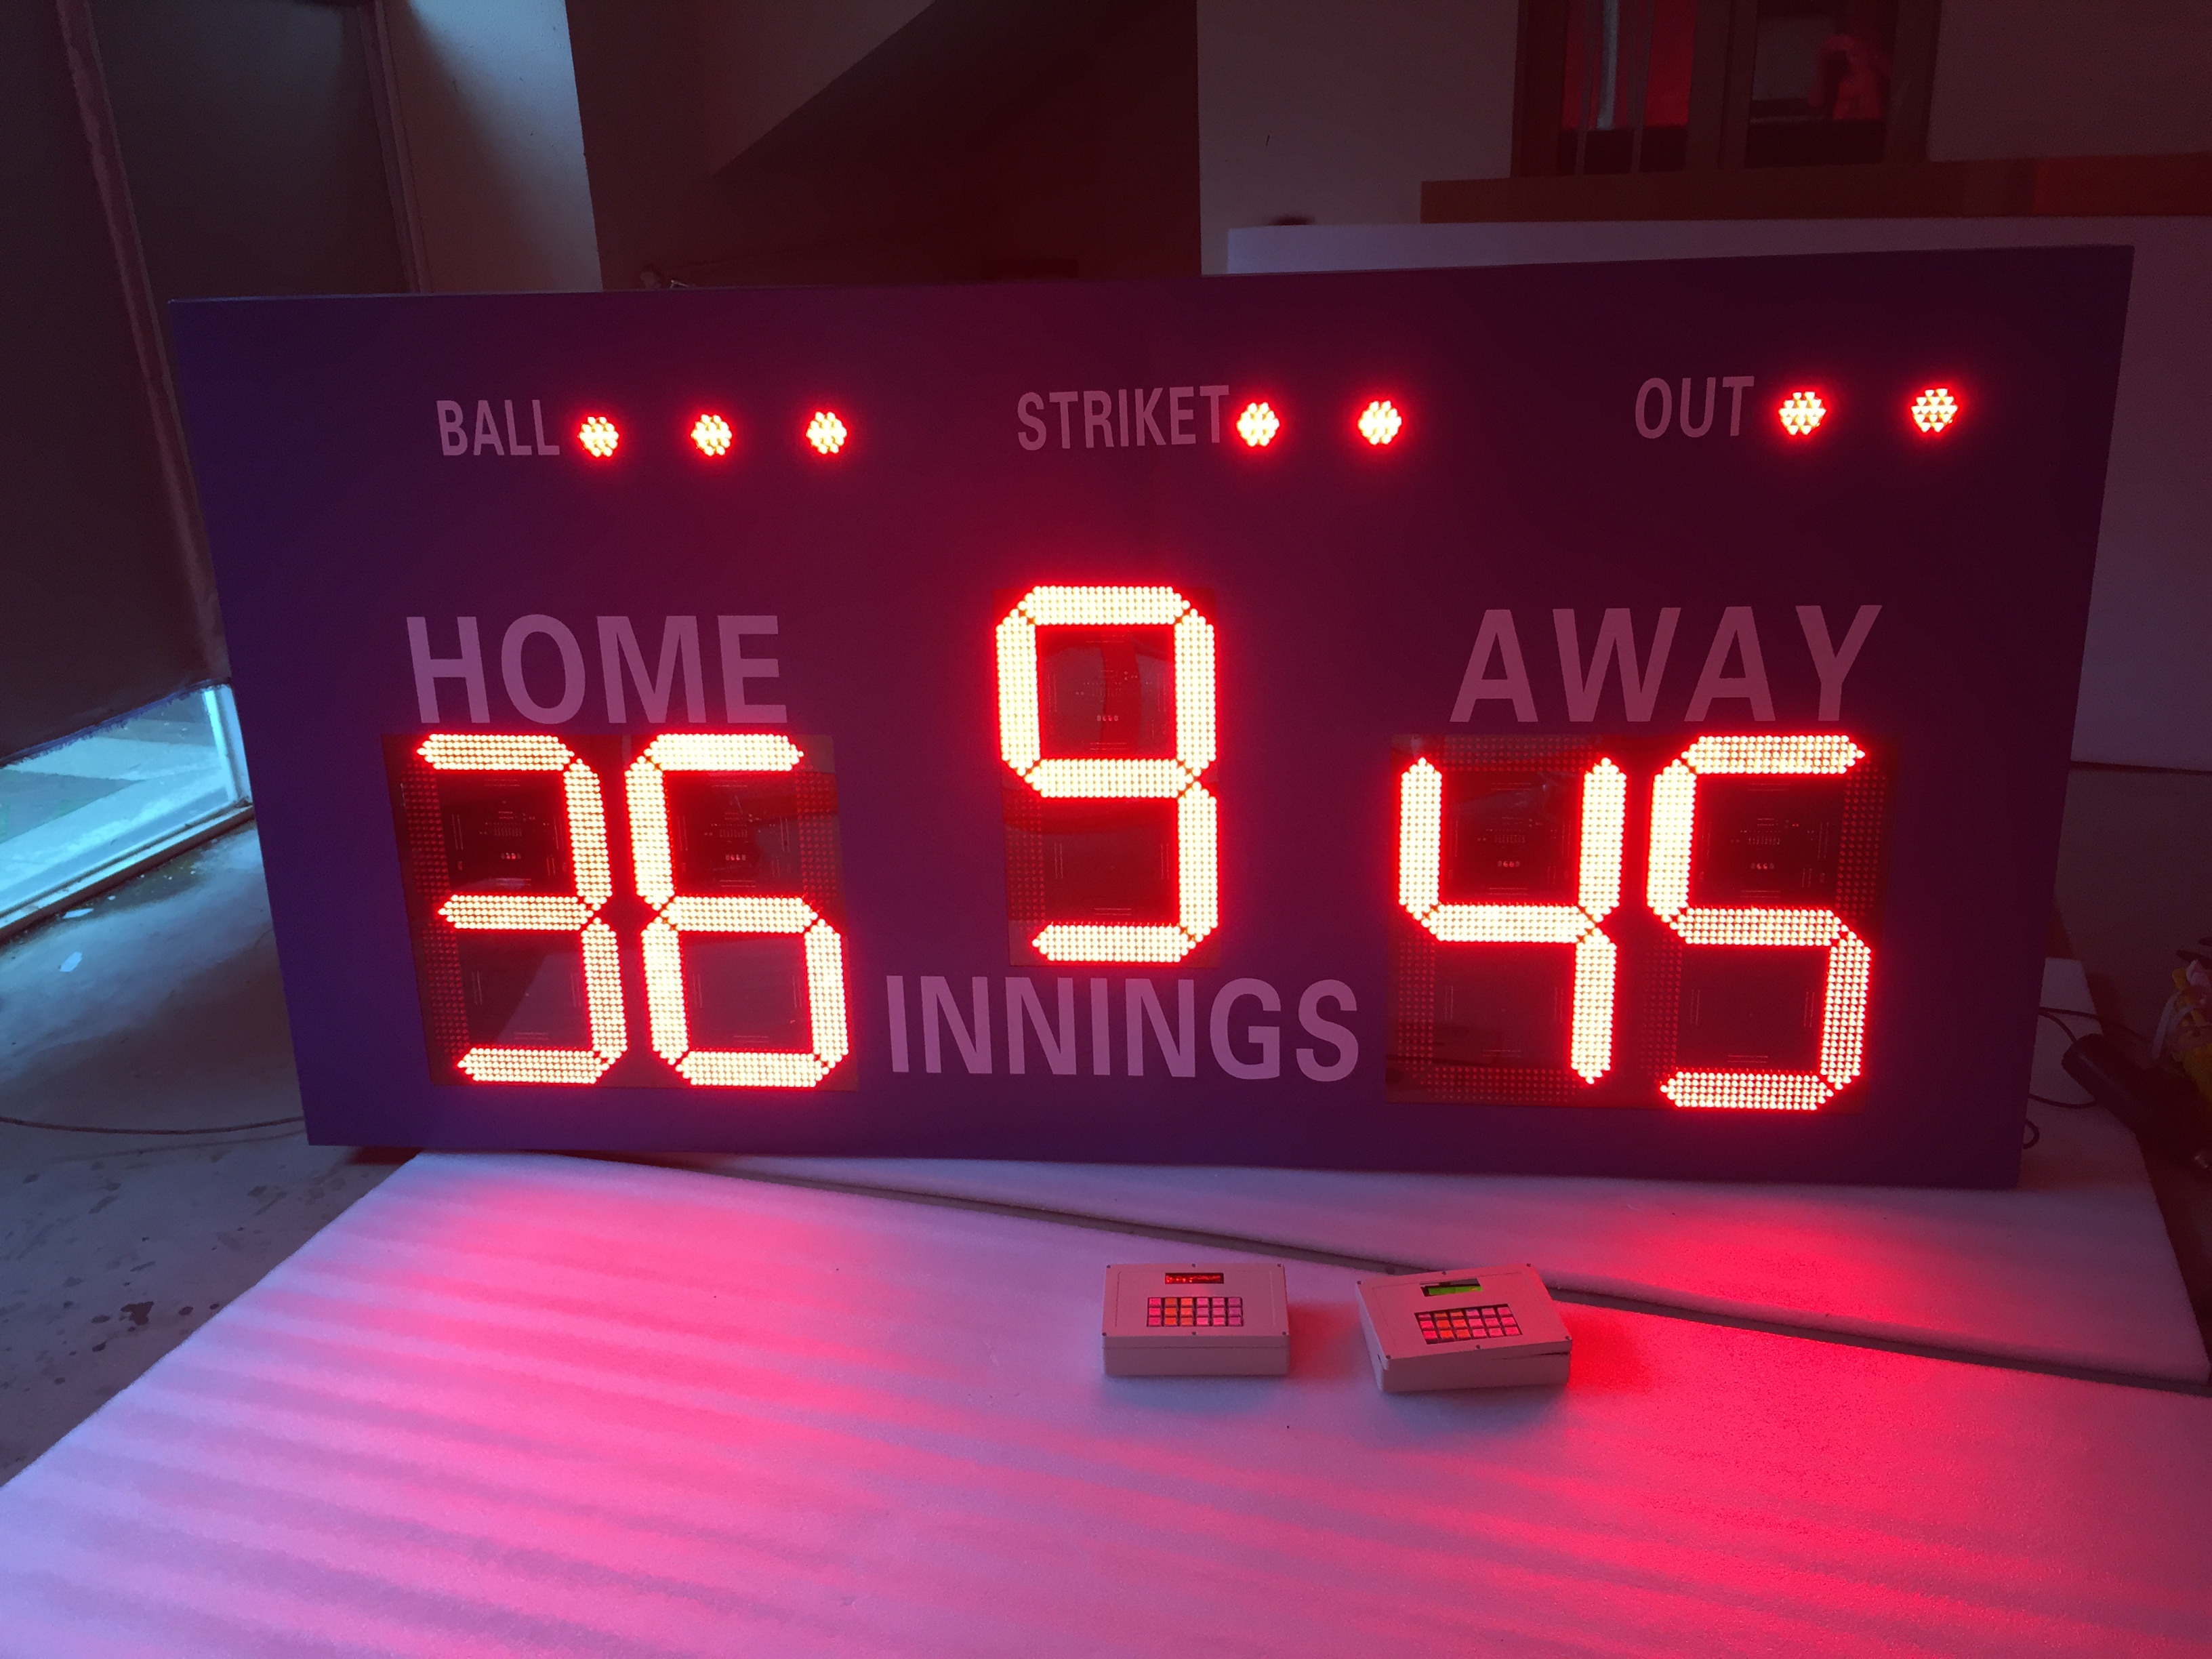 BALL STRIKET OUT
9
HOME AWAY
36 45
INNINGS